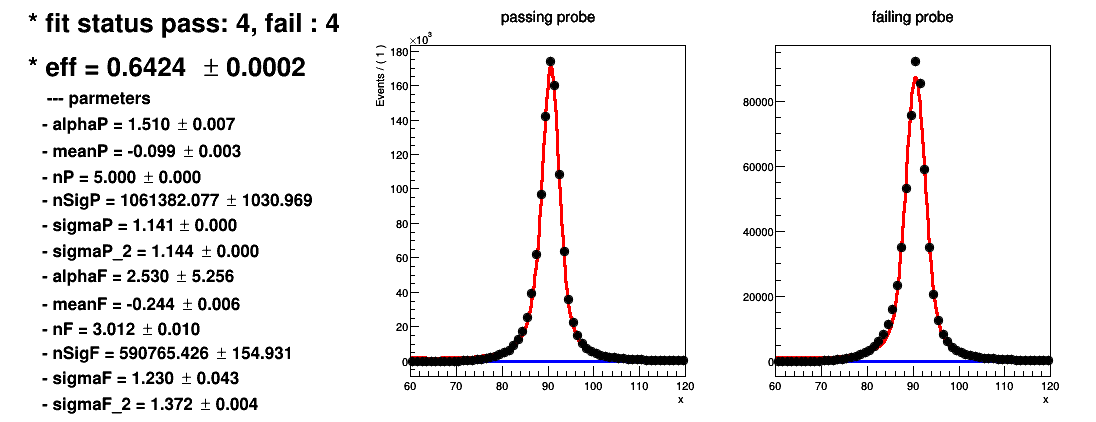 * fit status pass: 4, fail : 4
* eff = 0.6424 ± 0.0002
--- parmeters
- alphaP = 1.510 ± 0.007
- meanP = -0.099 ± 0.003
- nP = 5.000 ± 0.000
- nSigP = 1061382.077 ± 1030.969
- sigmaP = 1.141 ± 0.000
- sigmaP_2 = 1.144 ± 0.000
- alphaF = 2.530 ± 5.256
- meanF = -0.244 ± 0.006
- nF = 3.012 ± 0.010
- nSigF = 590765.426 ± 154.931
- sigmaF = 1.230 ± 0.043
- sigmaF_2 = 1.372 ± 0.004
passing probe
×10³
Events / ( 1 )
180
160
140
120
100
80
60
40
20
0
60 70 80 90 100 110 120
x
failing probe
80000
60000
40000
20000
0
60 70 80 90 100 110 120
x